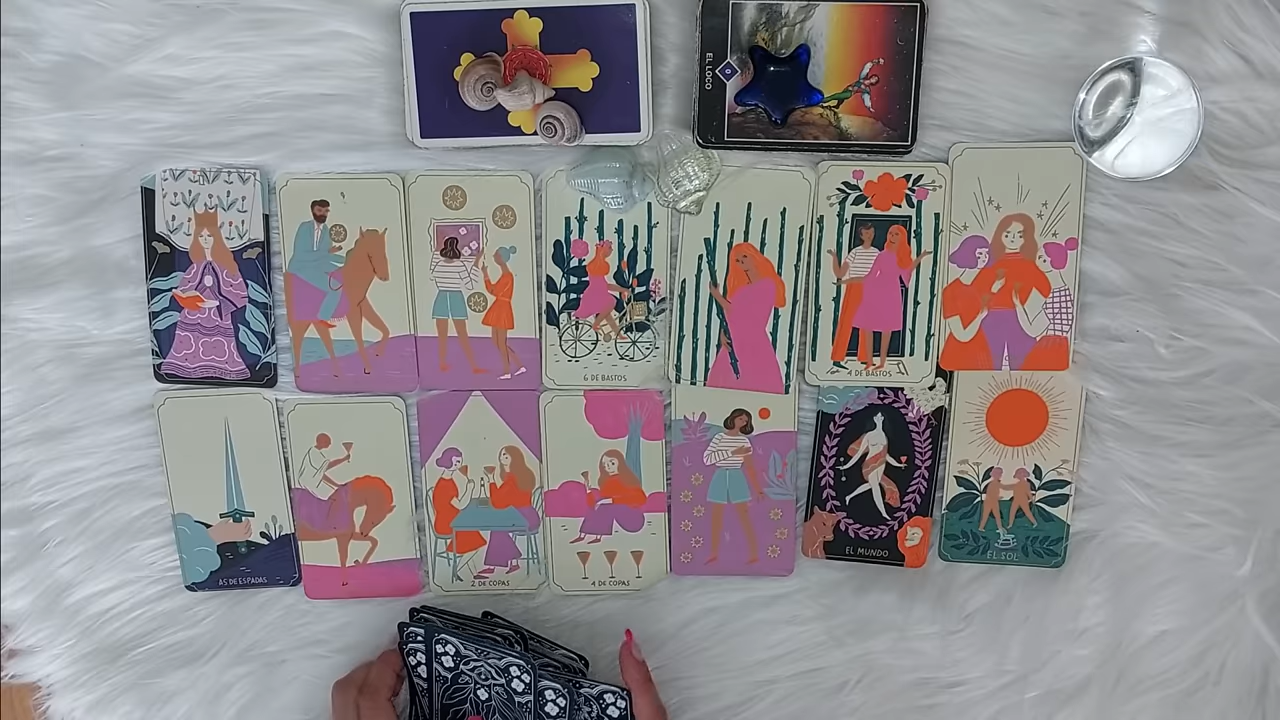 EL LOCO
0
6 DE BASTOS
4 DE BASTOS
AS DE ESPADAS
2 DE COPAS
4 DE COPAS
EL MUNDO
EL SOL